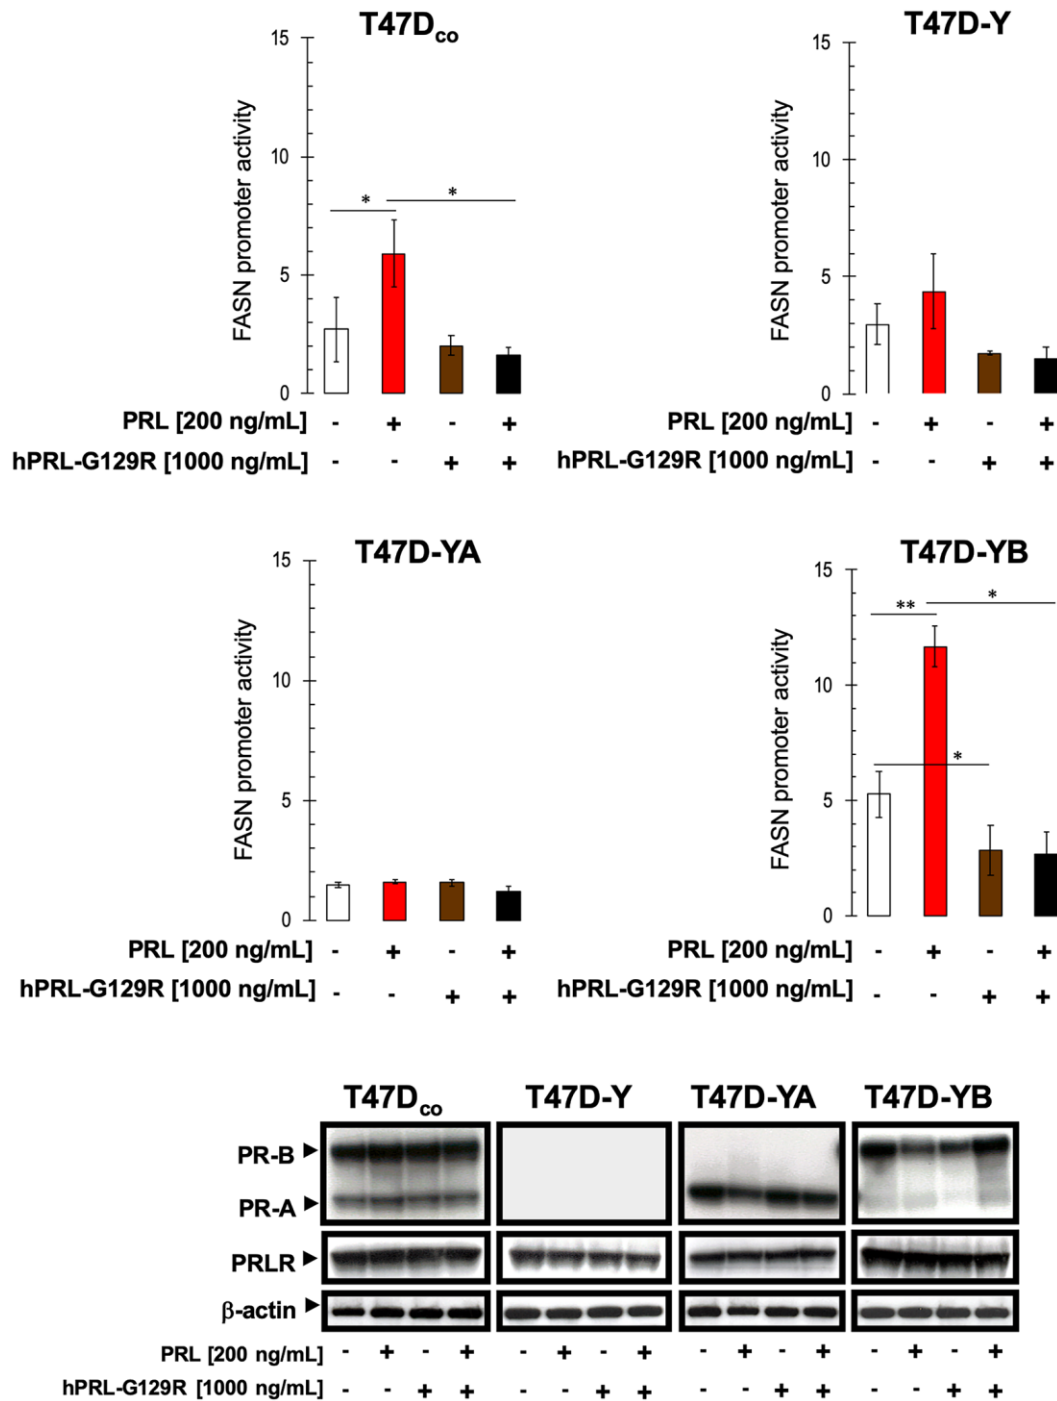 T47Dco
15
10
5
0
FASN promoter activity
*
*
PRL [200 ng/mL] - + - +
hPRL-G129R [1000 ng/mL] - - + +
T47D-Y
15
10
5
0
FASN promoter activity
PRL [200 ng/mL] - + - +
hPRL-G129R [1000 ng/mL] - - + +
T47D-YA
15
10
5
0
FASN promoter activity
PRL [200 ng/mL] - + - +
hPRL-G129R [1000 ng/mL] - - + +
T47D-YB
15
10
5
0
FASN promoter activity
**
*
*
PRL [200 ng/mL] - + - +
hPRL-G129R [1000 ng/mL] - - + +
T47Dco T47D-Y T47D-YA T47D-YB
PR-B
PR-A
PRLR
β-actin
PRL [200 ng/mL] - + - + - + - + - + - + - + - +
hPRL-G129R [1000 ng/mL] - - + + - - + + - - + + - - + +